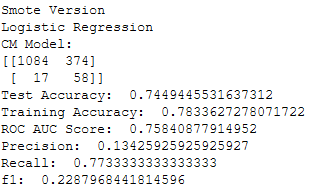 Smote Version
Logistic Regression
CM Model:
[[1084  374]
 [  17   58]]
Test Accuracy:  0.7449445531637312
Training Accuracy:  0.7833627278071722
ROC AUC Score:  0.75840877914952
Precision:  0.13425925925925927
Recall:  0.7733333333333333
f1:  0.2287968441814596